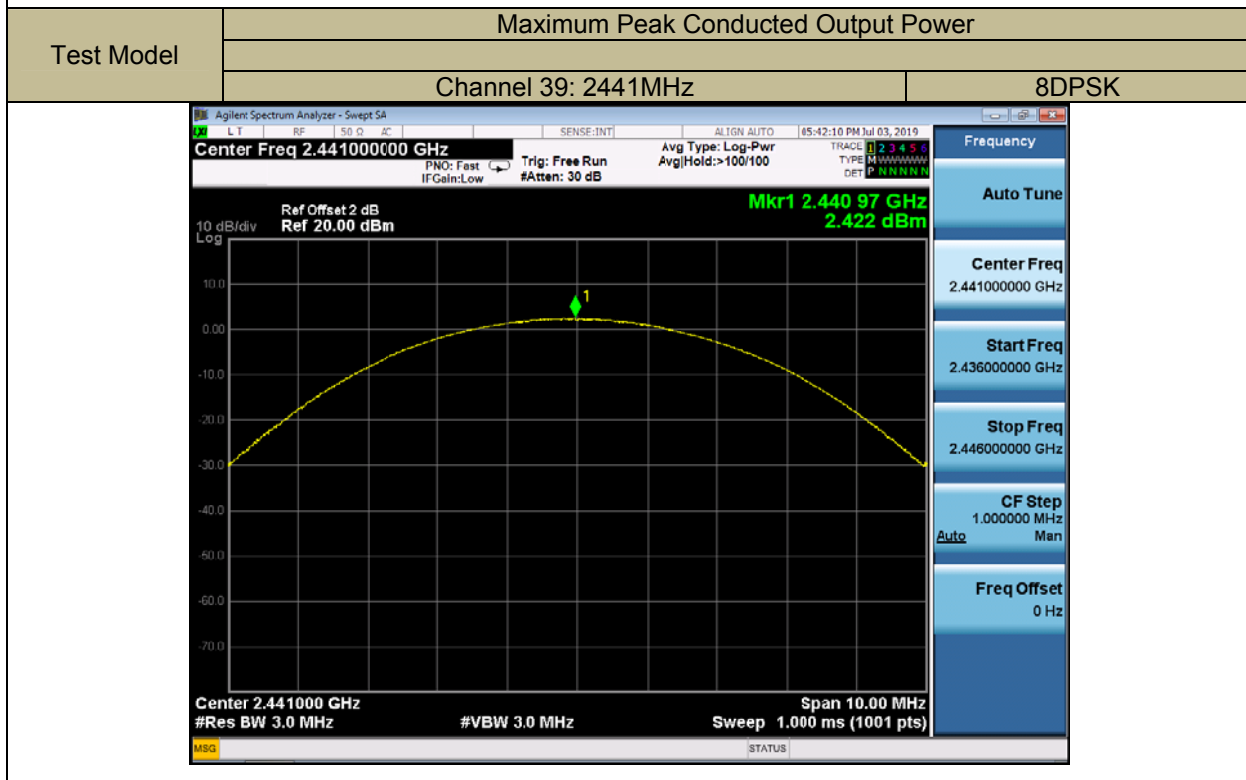 Test Model
Maximum Peak Conducted Output Power
Channel 39: 2441MHz 8DPSK
Agilent Spectrum Analyzer - Swept SA
LXI LT RF 50 Ω AC SENSE:INT ALIGN AUTO 05:42:10 PM Jul 03, 2019
Center Freq 2.441000000 GHz
PNO: Fast
IFGain:Low
Trig: Free Run
#Atten: 30 dB
Avg Type: Log-Pwr
Avg|Hold:>100/100
TRACE 1 2 3 4 5 6
TYPE M WWWWW
DET P N N N N N
Mkr1 2.440 97 GHz
2.422 dBm
Ref Offset 2 dB
10 dB/div Ref 20.00 dBm
Log
1
10.0
0.00
-10.0
-20.0
-30.0
-40.0
-50.0
-60.0
-70.0
Center 2.441000 GHz Span 10.00 MHz
#Res BW 3.0 MHz #VBW 3.0 MHz Sweep 1.000 ms (1001 pts)
MSG STATUS
Frequency
Auto Tune
Center Freq
2.441000000 GHz
Start Freq
2.436000000 GHz
Stop Freq
2.446000000 GHz
CF Step
1.000000 MHz
Auto Man
Freq Offset
0 Hz